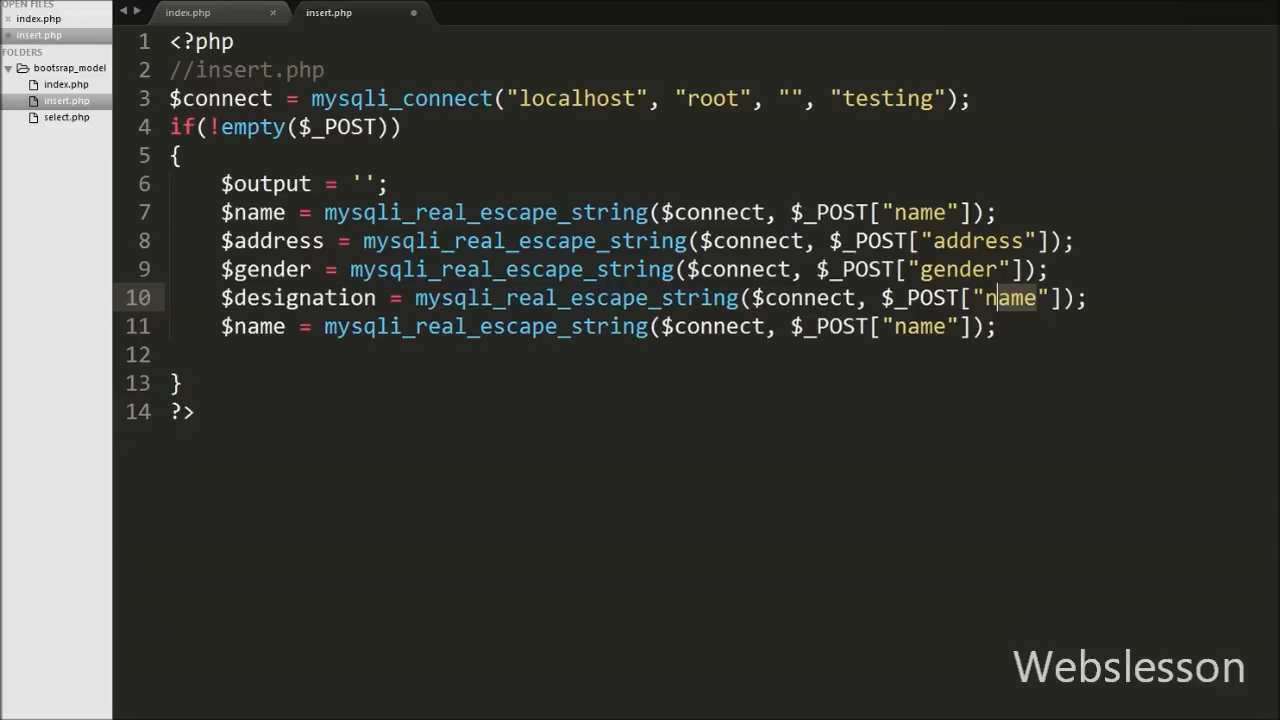 OPEN FILES
index.php
insert.php
FOLDERS
bootsrap_model
index.php
insert.php
select.php
index.php
insert.php
1 <?php
2 //insert.php
3 $connect = mysqli_connect("localhost", "root", "", "testing");
4 if(!empty($_POST))
5 {
6 $output = '';
7 $name = mysqli_real_escape_string($connect, $_POST["name"]);
8 $address = mysqli_real_escape_string($connect, $_POST["address"]);
9 $gender = mysqli_real_escape_string($connect, $_POST["gender"]);
10 $designation = mysqli_real_escape_string($connect, $_POST["name"]);
11 $name = mysqli_real_escape_string($connect, $_POST["name"]);
12
13 }
14 ?>
Webslesson